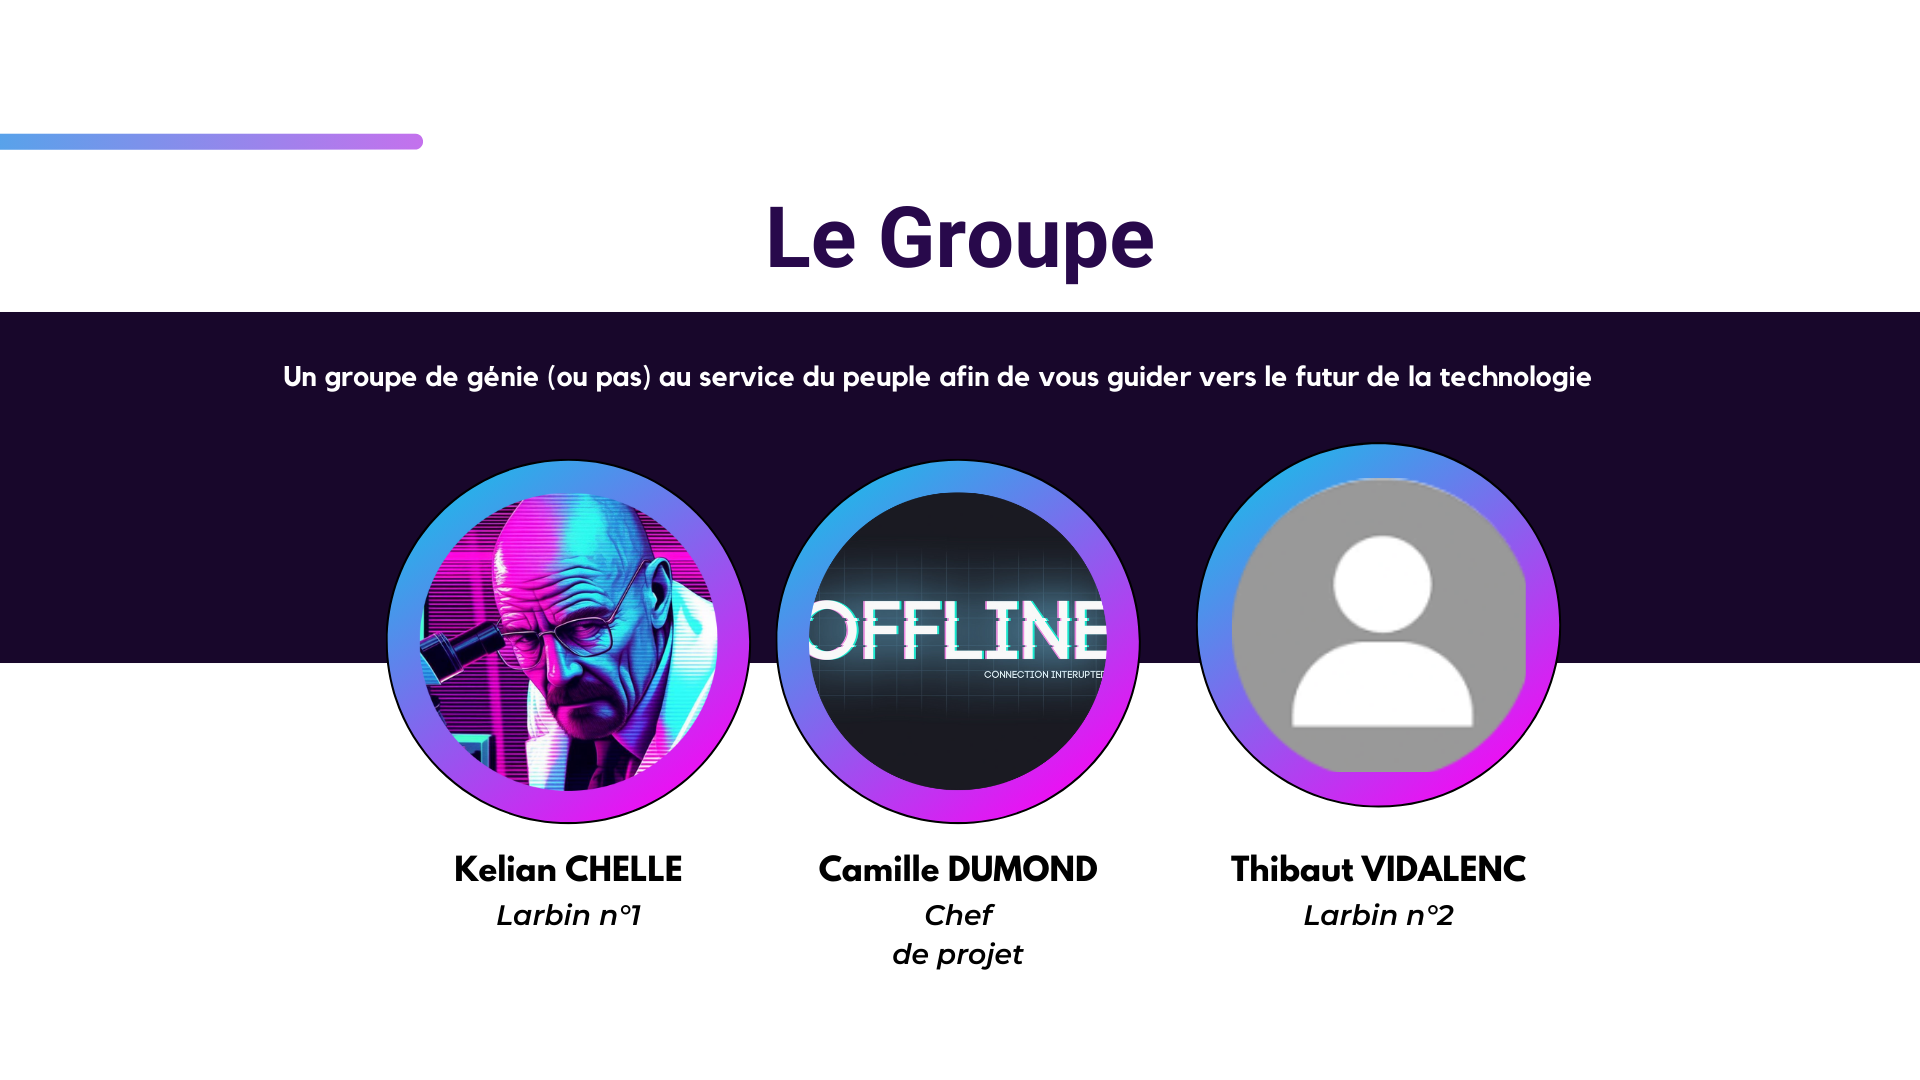 Le Groupe
Un groupe de génie (ou pas) au service du peuple afin de vous guider vers le futur de la technologie
OFFLINE
CONNECTION INTERUPTED
Kelian CHELLE
Camille DUMOND
Thibaut VIDALENC
Larbin n°1
Chef
de projet
Larbin n°2